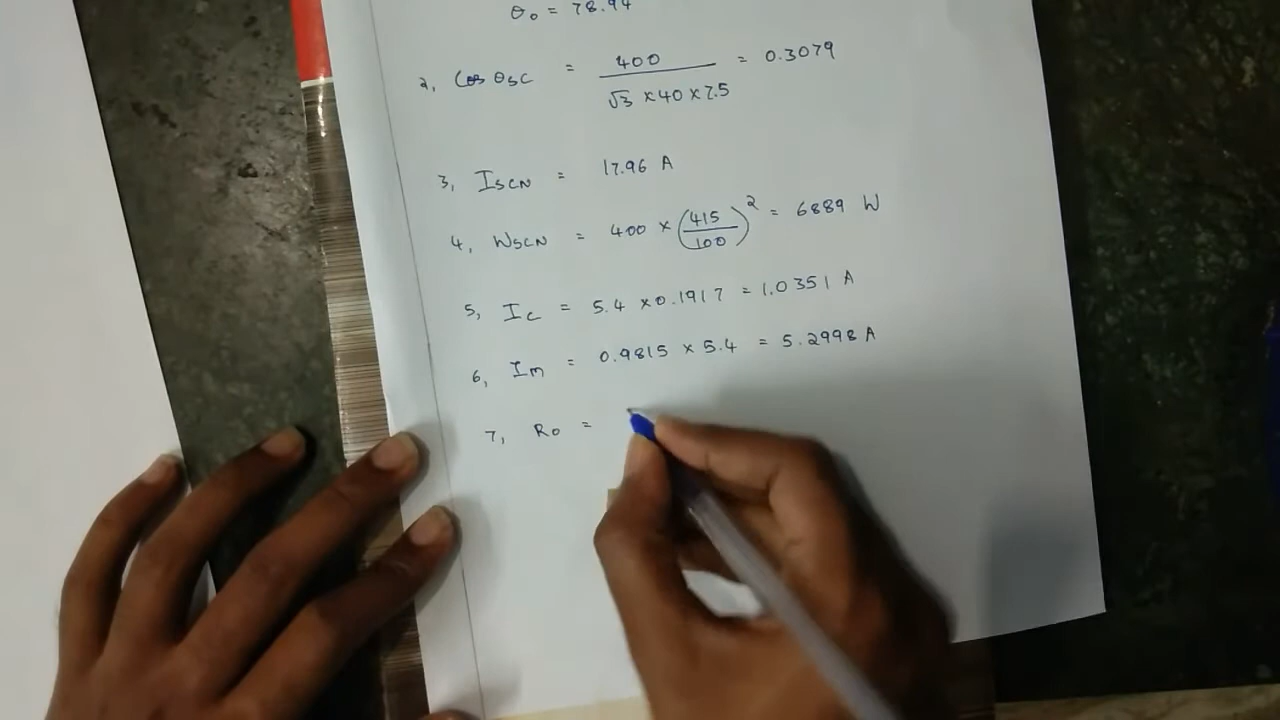 θ₀ = 78.94
2, Cos θSC = 400 / √3 × 40 × 7.5 = 0.3079
3, ISCN = 17.96 A
4, WSCN = 400 × (415/100)² = 6889 W
5, IC = 5.4 × 0.1917 = 1.0351 A
6, Im = 0.9815 × 5.4 = 5.2998 A
7, R0 =